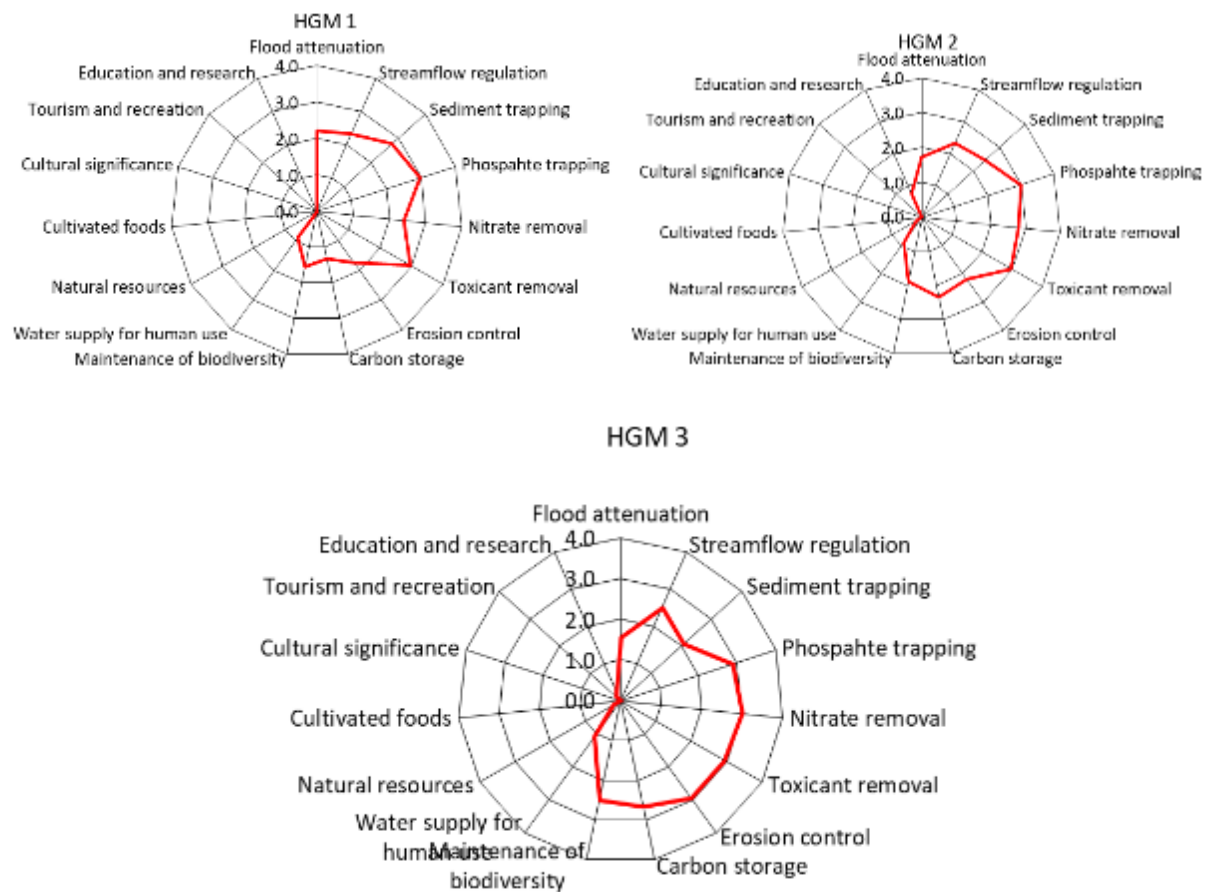 HGM 1
Flood attenuation
4.0
3.0
2.0
1.0
0.0
Streamflow regulation
Sediment trapping
Phospahte trapping
Nitrate removal
Toxicant removal
Erosion control
Carbon storage
Maintenance of biodiversity
Water supply for human use
Natural resources
Cultivated foods
Cultural significance
Tourism and recreation
Education and research
HGM 2
Flood attenuation
4.0
3.0
2.0
1.0
0.0
Streamflow regulation
Sediment trapping
Phospahte trapping
Nitrate removal
Toxicant removal
Erosion control
Carbon storage
Maintenance of biodiversity
Water supply for human use
Natural resources
Cultivated foods
Cultural significance
Tourism and recreation
Education and research
HGM 3
Flood attenuation
4.0
3.0
2.0
1.0
0.0
Streamflow regulation
Sediment trapping
Phospahte trapping
Nitrate removal
Toxicant removal
Erosion control
Carbon storage
Maintenance of
biodiversity
Water supply for
human use
Natural resources
Cultivated foods
Cultural significance
Tourism and recreation
Education and research